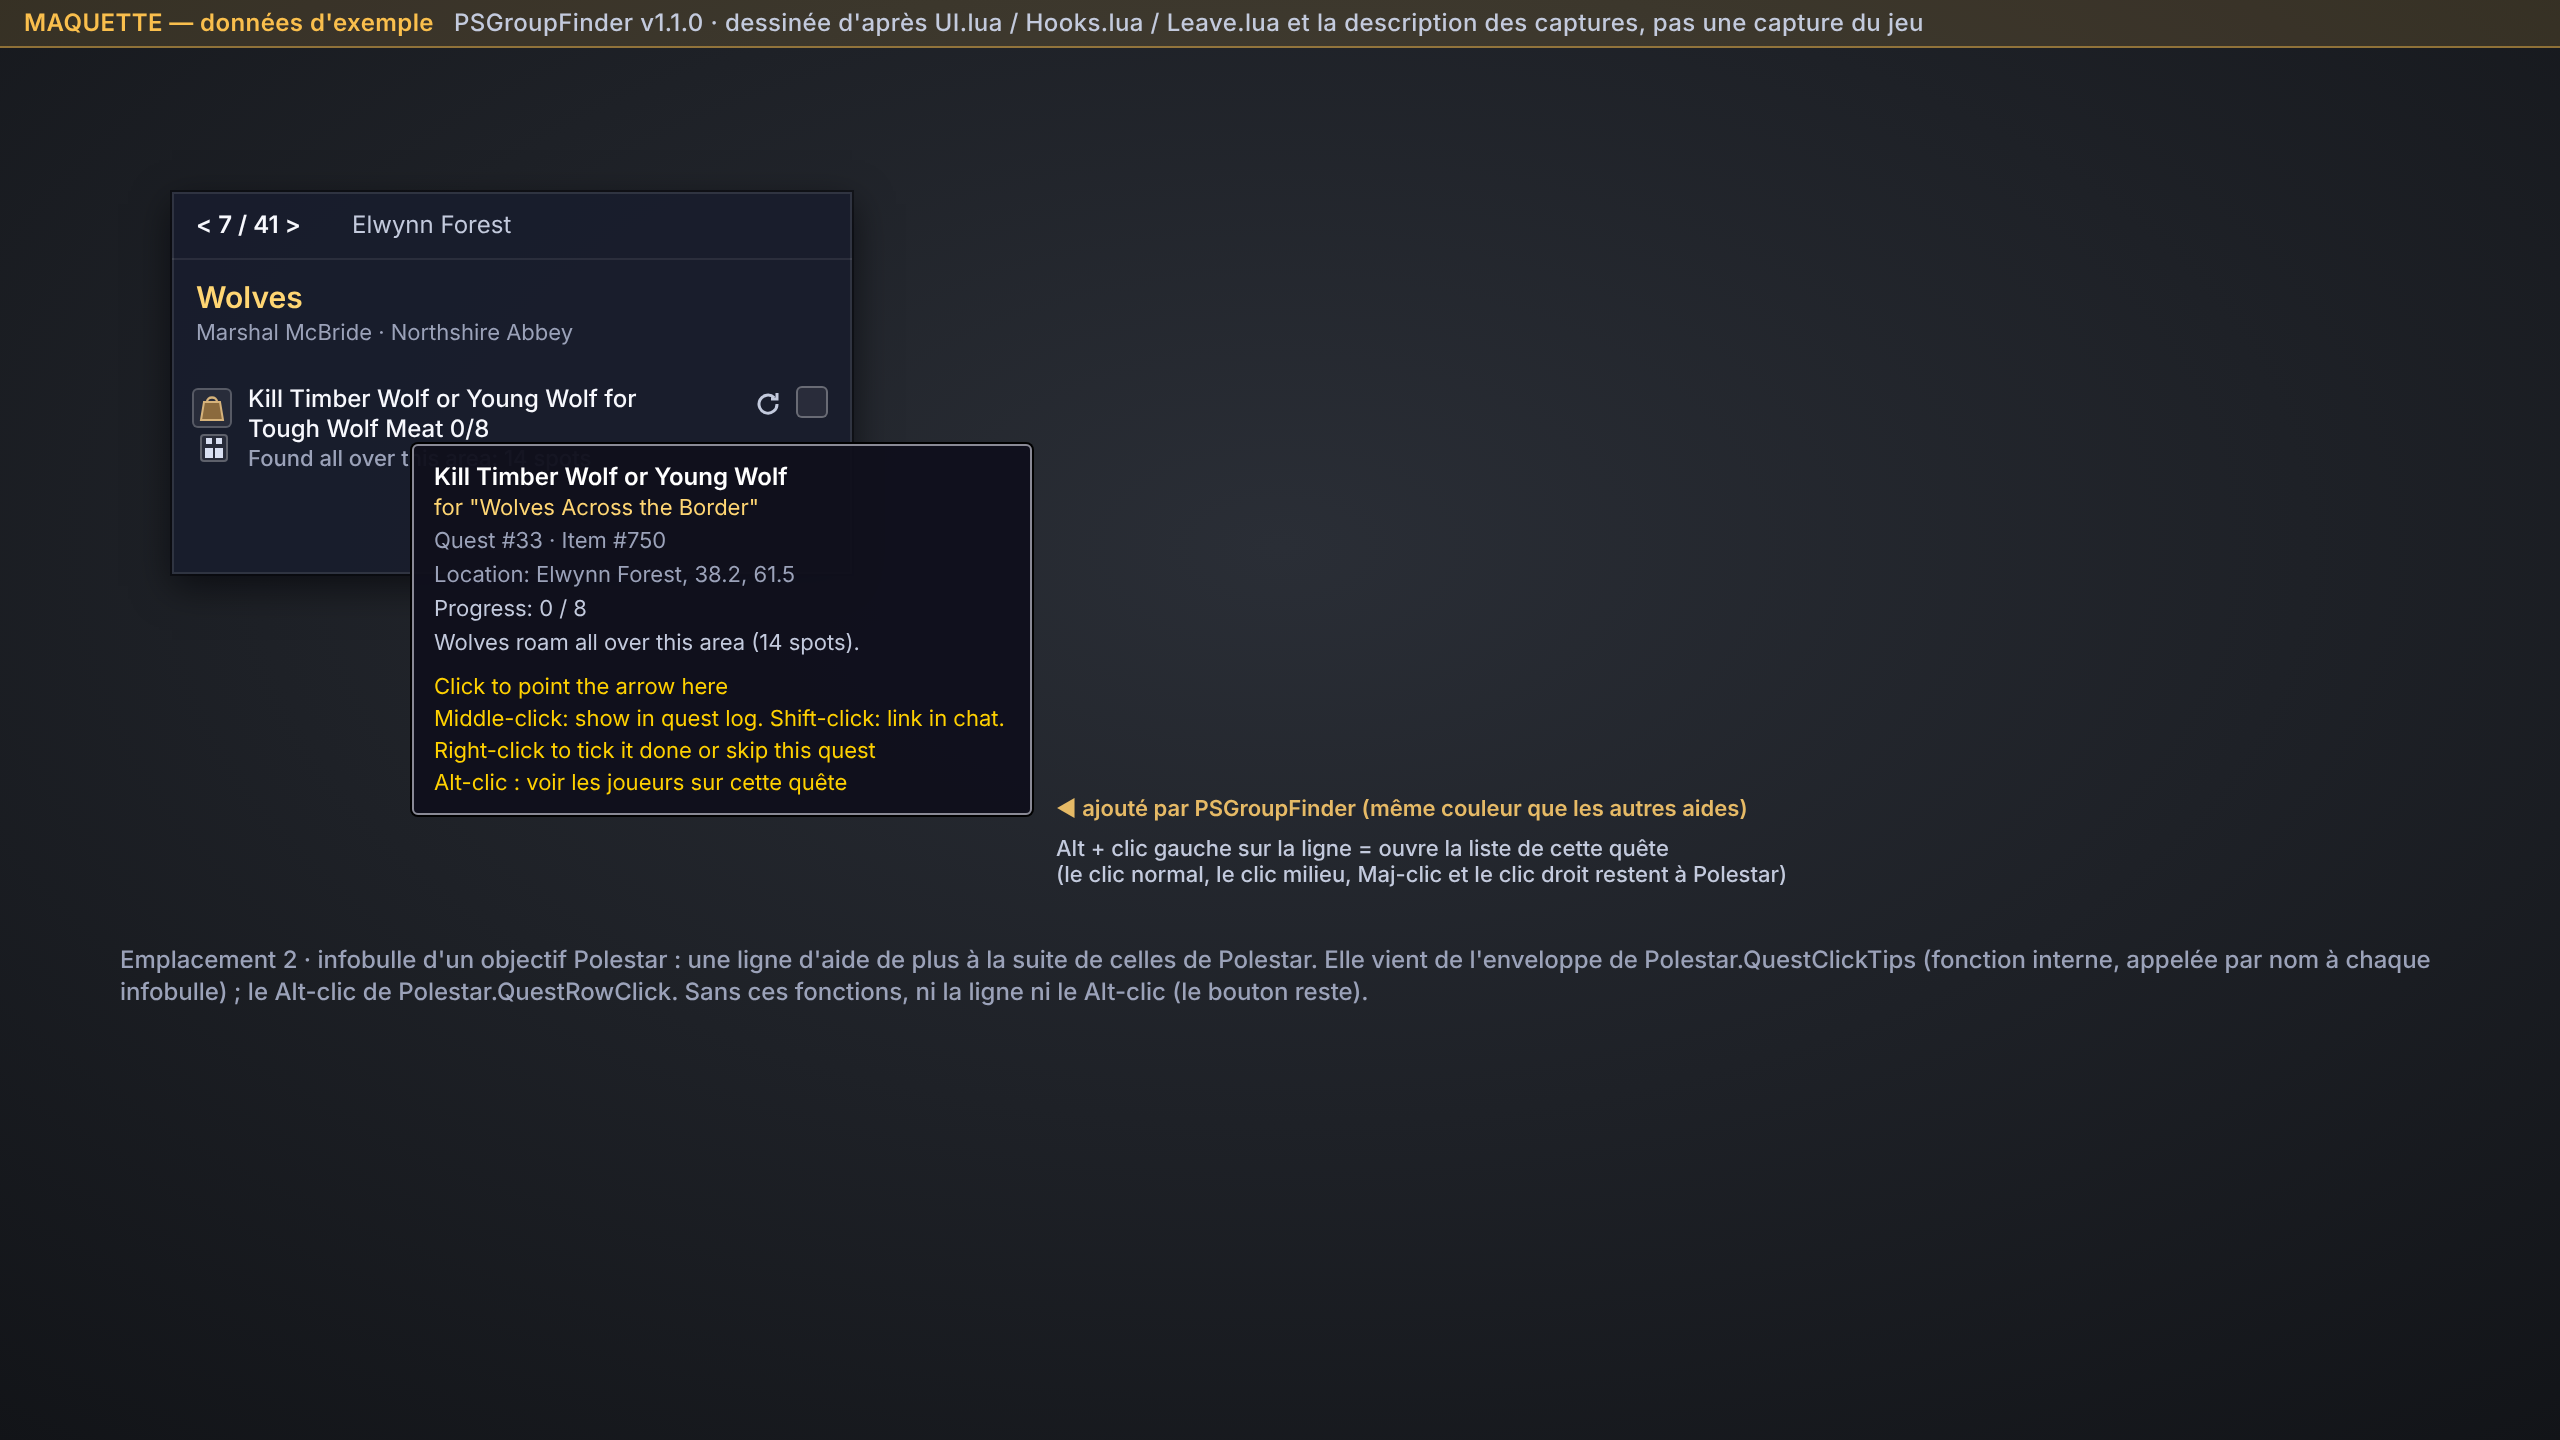 MAQUETTE — données d'exemple PSGroupFinder v1.1.0 · dessinée d'après UI.lua / Hooks.lua / Leave.lua et la description des captures, pas une capture du jeu
< 7 / 41 > Elwynn Forest
Wolves
Marshal McBride · Northshire Abbey
Kill Timber Wolf or Young Wolf for
Tough Wolf Meat 0/8
Found all over this area: 14 spots
Kill Timber Wolf or Young Wolf
for "Wolves Across the Border"
Quest #33 · Item #750
Location: Elwynn Forest, 38.2, 61.5
Progress: 0 / 8
Wolves roam all over this area (14 spots).
Click to point the arrow here
Middle-click: show in quest log. Shift-click: link in chat.
Right-click to tick it done or skip this quest
Alt-clic : voir les joueurs sur cette quête
◀ ajouté par PSGroupFinder (même couleur que les autres aides)
Alt + clic gauche sur la ligne = ouvre la liste de cette quête
(le clic normal, le clic milieu, Maj-clic et le clic droit restent à Polestar)
Emplacement 2 · infobulle d'un objectif Polestar : une ligne d'aide de plus à la suite de celles de Polestar. Elle vient de l'enveloppe de Polestar.QuestClickTips (fonction interne, appelée par nom à chaque
infobulle) ; le Alt-clic de Polestar.QuestRowClick. Sans ces fonctions, ni la ligne ni le Alt-clic (le bouton reste).